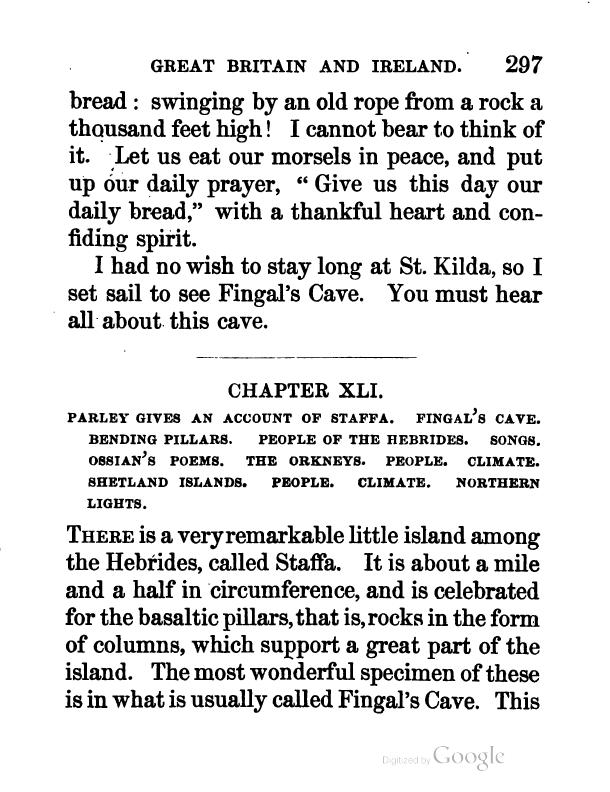 GREAT BRITAIN AND IRELAND. 297
bread : swinging by an old rope from a rock a
thousand feet high! I cannot bear to think of
it. Let us eat our morsels in peace, and put
up our daily prayer, “ Give us this day our
daily bread,” with a thankful heart and con-
fiding spirit.
I had no wish to stay long at St. Kilda, so I
set sail to see Fingal’s Cave. You must hear
all about this cave.
CHAPTER XLI.
PARLEY GIVES AN ACCOUNT OF STAFFA. FINGAL’S CAVE.
BENDING PILLARS. PEOPLE OF THE HEBRIDES. SONGS.
OSSIAN’S POEMS. THE ORKNEYS. PEOPLE. CLIMATE.
SHETLAND ISLANDS. PEOPLE. CLIMATE. NORTHERN
LIGHTS.
THERE is a very remarkable little island among
the Hebrides, called Staffa. It is about a mile
and a half in circumference, and is celebrated
for the basaltic pillars, that is, rocks in the form
of columns, which support a great part of the
island. The most wonderful specimen of these
is in what is usually called Fingal’s Cave. This
Digitized by Google